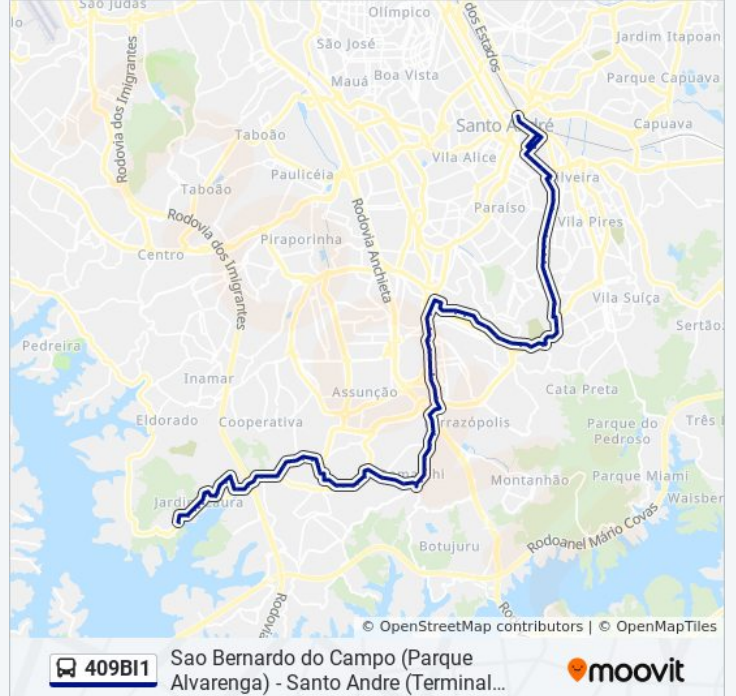 São Judas
Olímpico
dos Estados
Jardim Itapoan
São José
Mauá
Boa Vista
Parque Capuava
Rodovia dos Imigrantes
Taboão
Santo André
Capuava
Vila Alice
Paulicéia
Taboão
Paraíso
Rodovia dos Imigrantes
Rodovia Anchieta
Vila Pires
Piraporinha
Centro
Vila Suíça
Sertão
Pedreira
Inamar
Assunção
Cata Preta
Eldorado
Cooperativa
Parque do
Pedroso
Montanhão
Parque Miami
Botujuru
Rodoanel Mário Covas
Rodovia
© OpenStreetMap contributors | © OpenMapTiles
409BI1
Sao Bernardo do Campo (Parque
Alvarenga) - Santo Andre (Terminal...
moovit